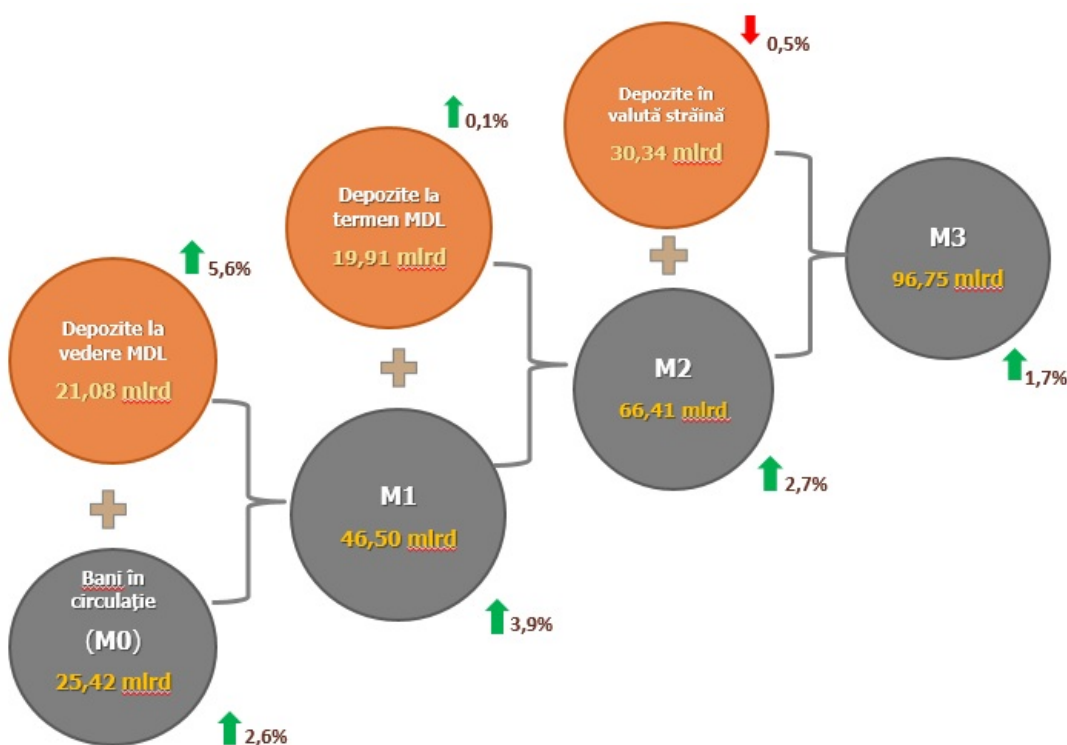 0,5%
Depozite în
valută străină
30,34 mlrd
0,1%
Depozite la
termen MDL
19,91 mlrd
M3
96,75 mlrd
5,6%
Depozite la
vedere MDL
21,08 mlrd
M2
66,41 mlrd
1,7%
M1
46,50 mlrd
2,7%
Bani în
circulație
(M0)
25,42 mlrd
3,9%
2,6%